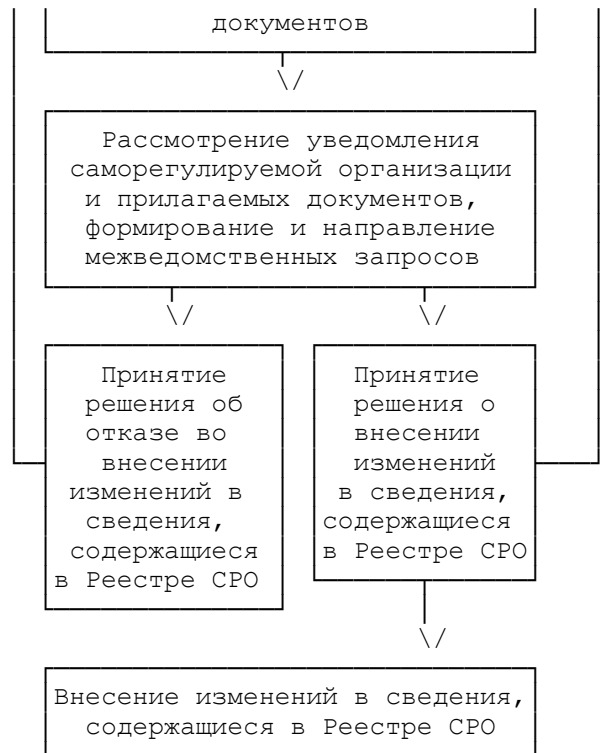 документов
Рассмотрение уведомления
саморегулируемой организации
и прилагаемых документов,
формирование и направление
межведомственных запросов
Принятие
решения об
отказе во
внесении
изменений в
сведения,
содержащиеся
в Реестре СРО
Принятие
решения о
внесении
изменений
в сведения,
содержащиеся
в Реестре СРО
Внесение изменений в сведения,
содержащиеся в Реестре СРО